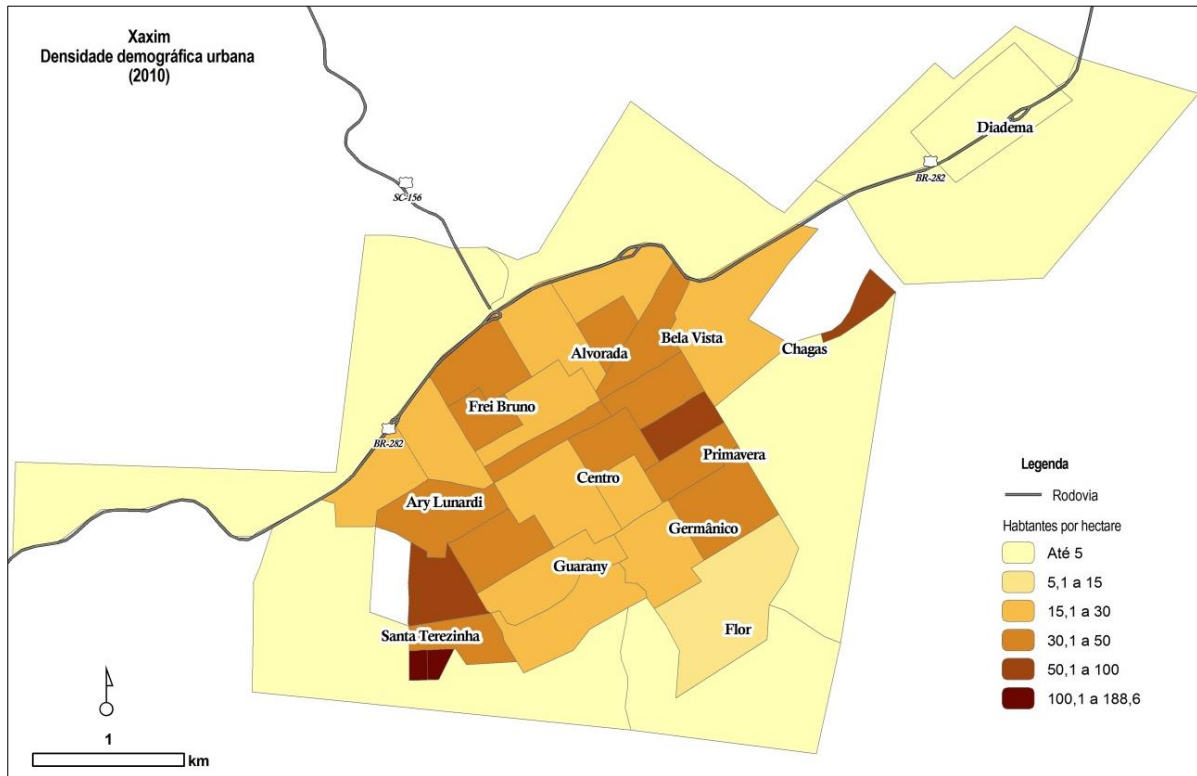 Xaxim
Densidade demográfica urbana
(2010)
Diadema
BR-282
SC-156
Bela Vista
Alvorada
Chagas
Frei Bruno
BR-282
Primavera
Centro
Ary Lunardi
Germânico
Guarany
Flor
Santa Terezinha
Legenda
Rodovia
Habtantes por hectare
Até 5
5,1 a 15
15,1 a 30
30,1 a 50
50,1 a 100
100,1 a 188,6
1
km